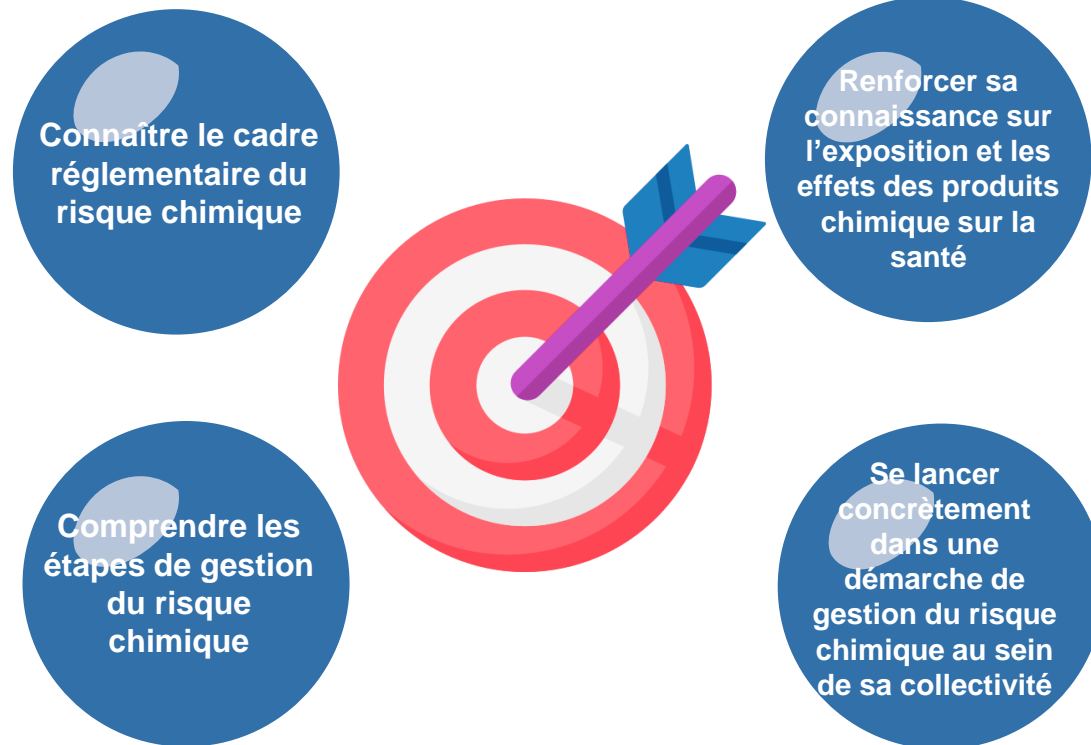 Connaître le cadre
réglementaire du
risque chimique
Renforcer sa
connaissance sur
l'exposition et les
effets des produits
chimique sur la
santé
Comprendre les
étapes de gestion
du risque
chimique
Se lancer
concrètement
dans une
démarche de
gestion du risque
chimique au sein
de sa collectivité